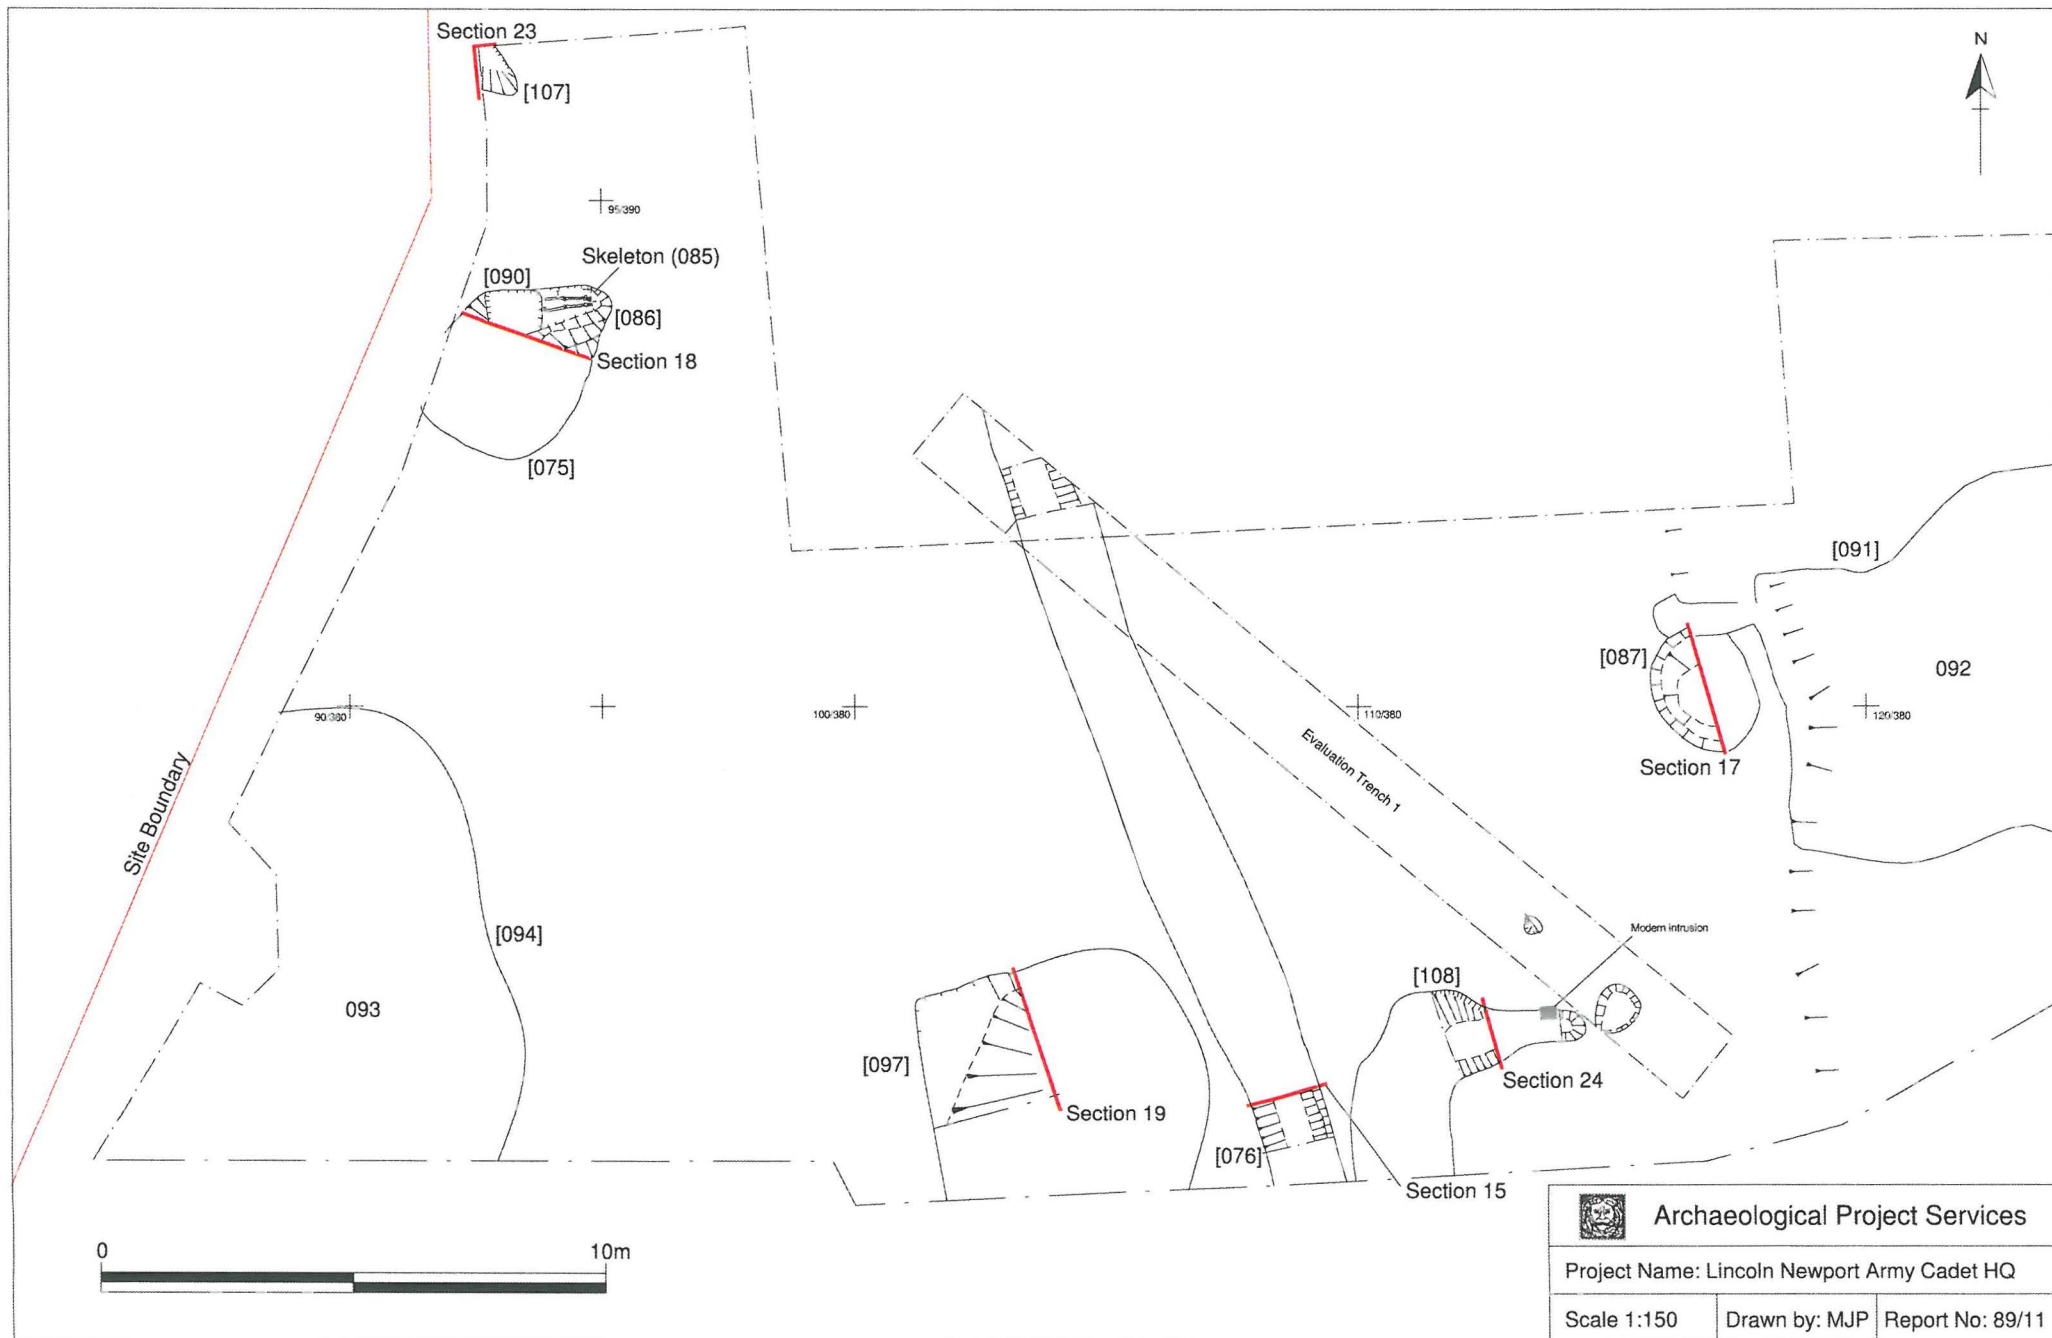 Section 23
N
[107]
95/390
Skeleton (085)
[090]
[086]
Section 18
[075]
[091]
[087]
092
90/380
100/380
110/380
120/380
Evaluation Trench 1
Section 17
Site Boundary
Modern intrusion
[094]
[108]
093
[097]
Section 24
Section 19
[076]
Section 15
0 10m
Archaeological Project Services
Project Name: Lincoln Newport Army Cadet HQ
Scale 1:150 Drawn by: MJP Report No: 89/11